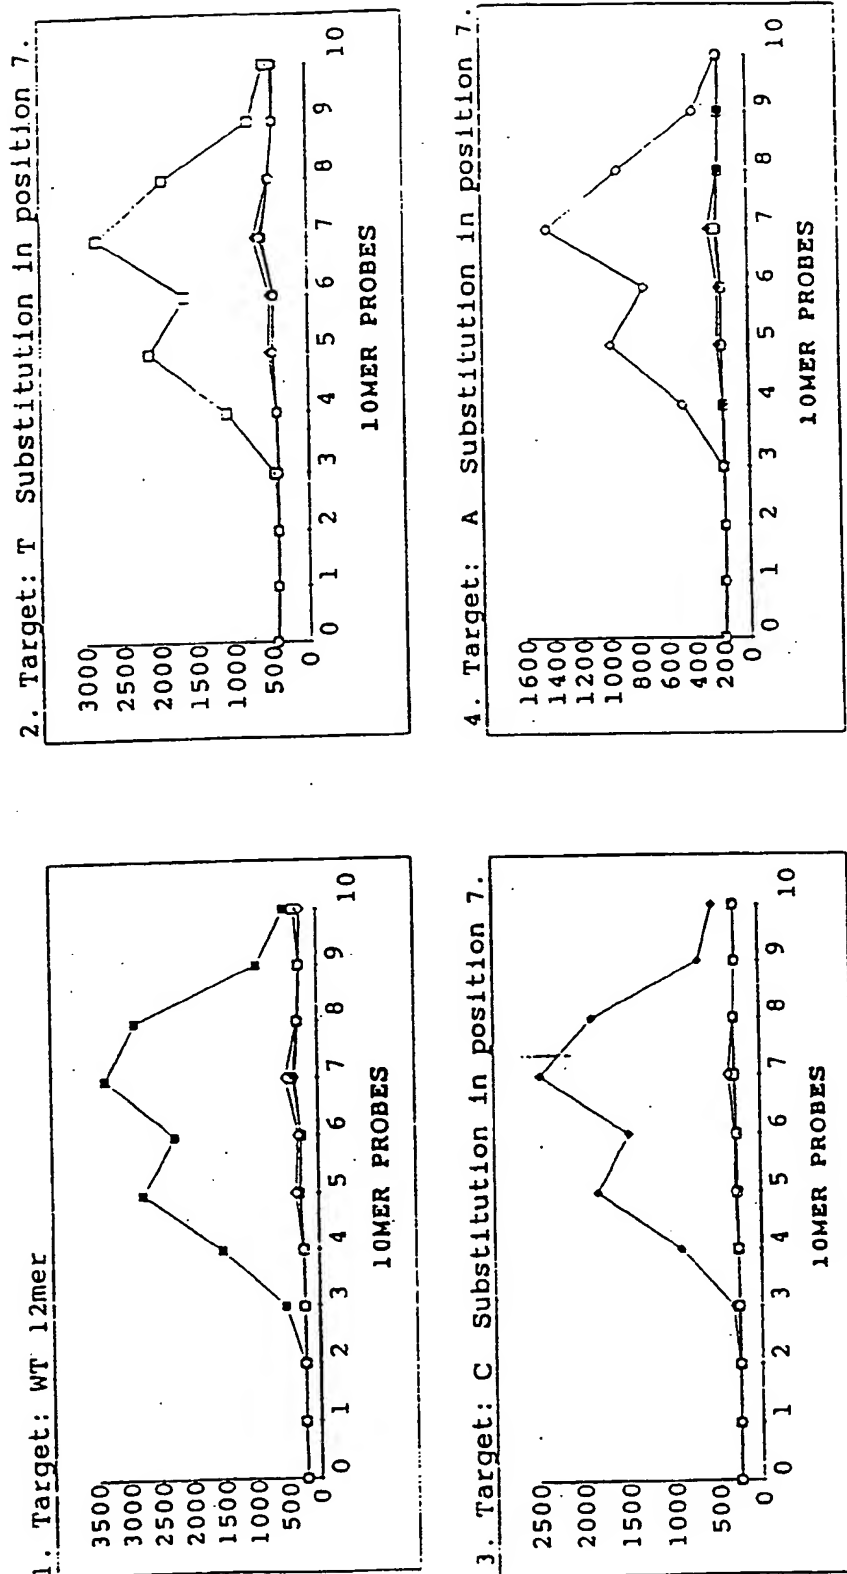 1. Target: WT 12mer
3500
3000
2500
2000
1500
1000
500
0
0 1 2 3 4 5 6 7 8 9 10
10MER PROBES
2. Target: T Substitution in position 7.
3000
2500
2000
1500
1000
500
0
0 1 2 3 4 5 6 7 8 9 10
10MER PROBES
3. Target: C Substitution in position 7.
2500
2000
1500
1000
500
0
0 1 2 3 4 5 6 7 8 9 10
10MER PROBES
4. Target: A Substitution in position 7.
1600
1400
1200
1000
800
600
400
200
0
0 1 2 3 4 5 6 7 8 9 10
10MER PROBES